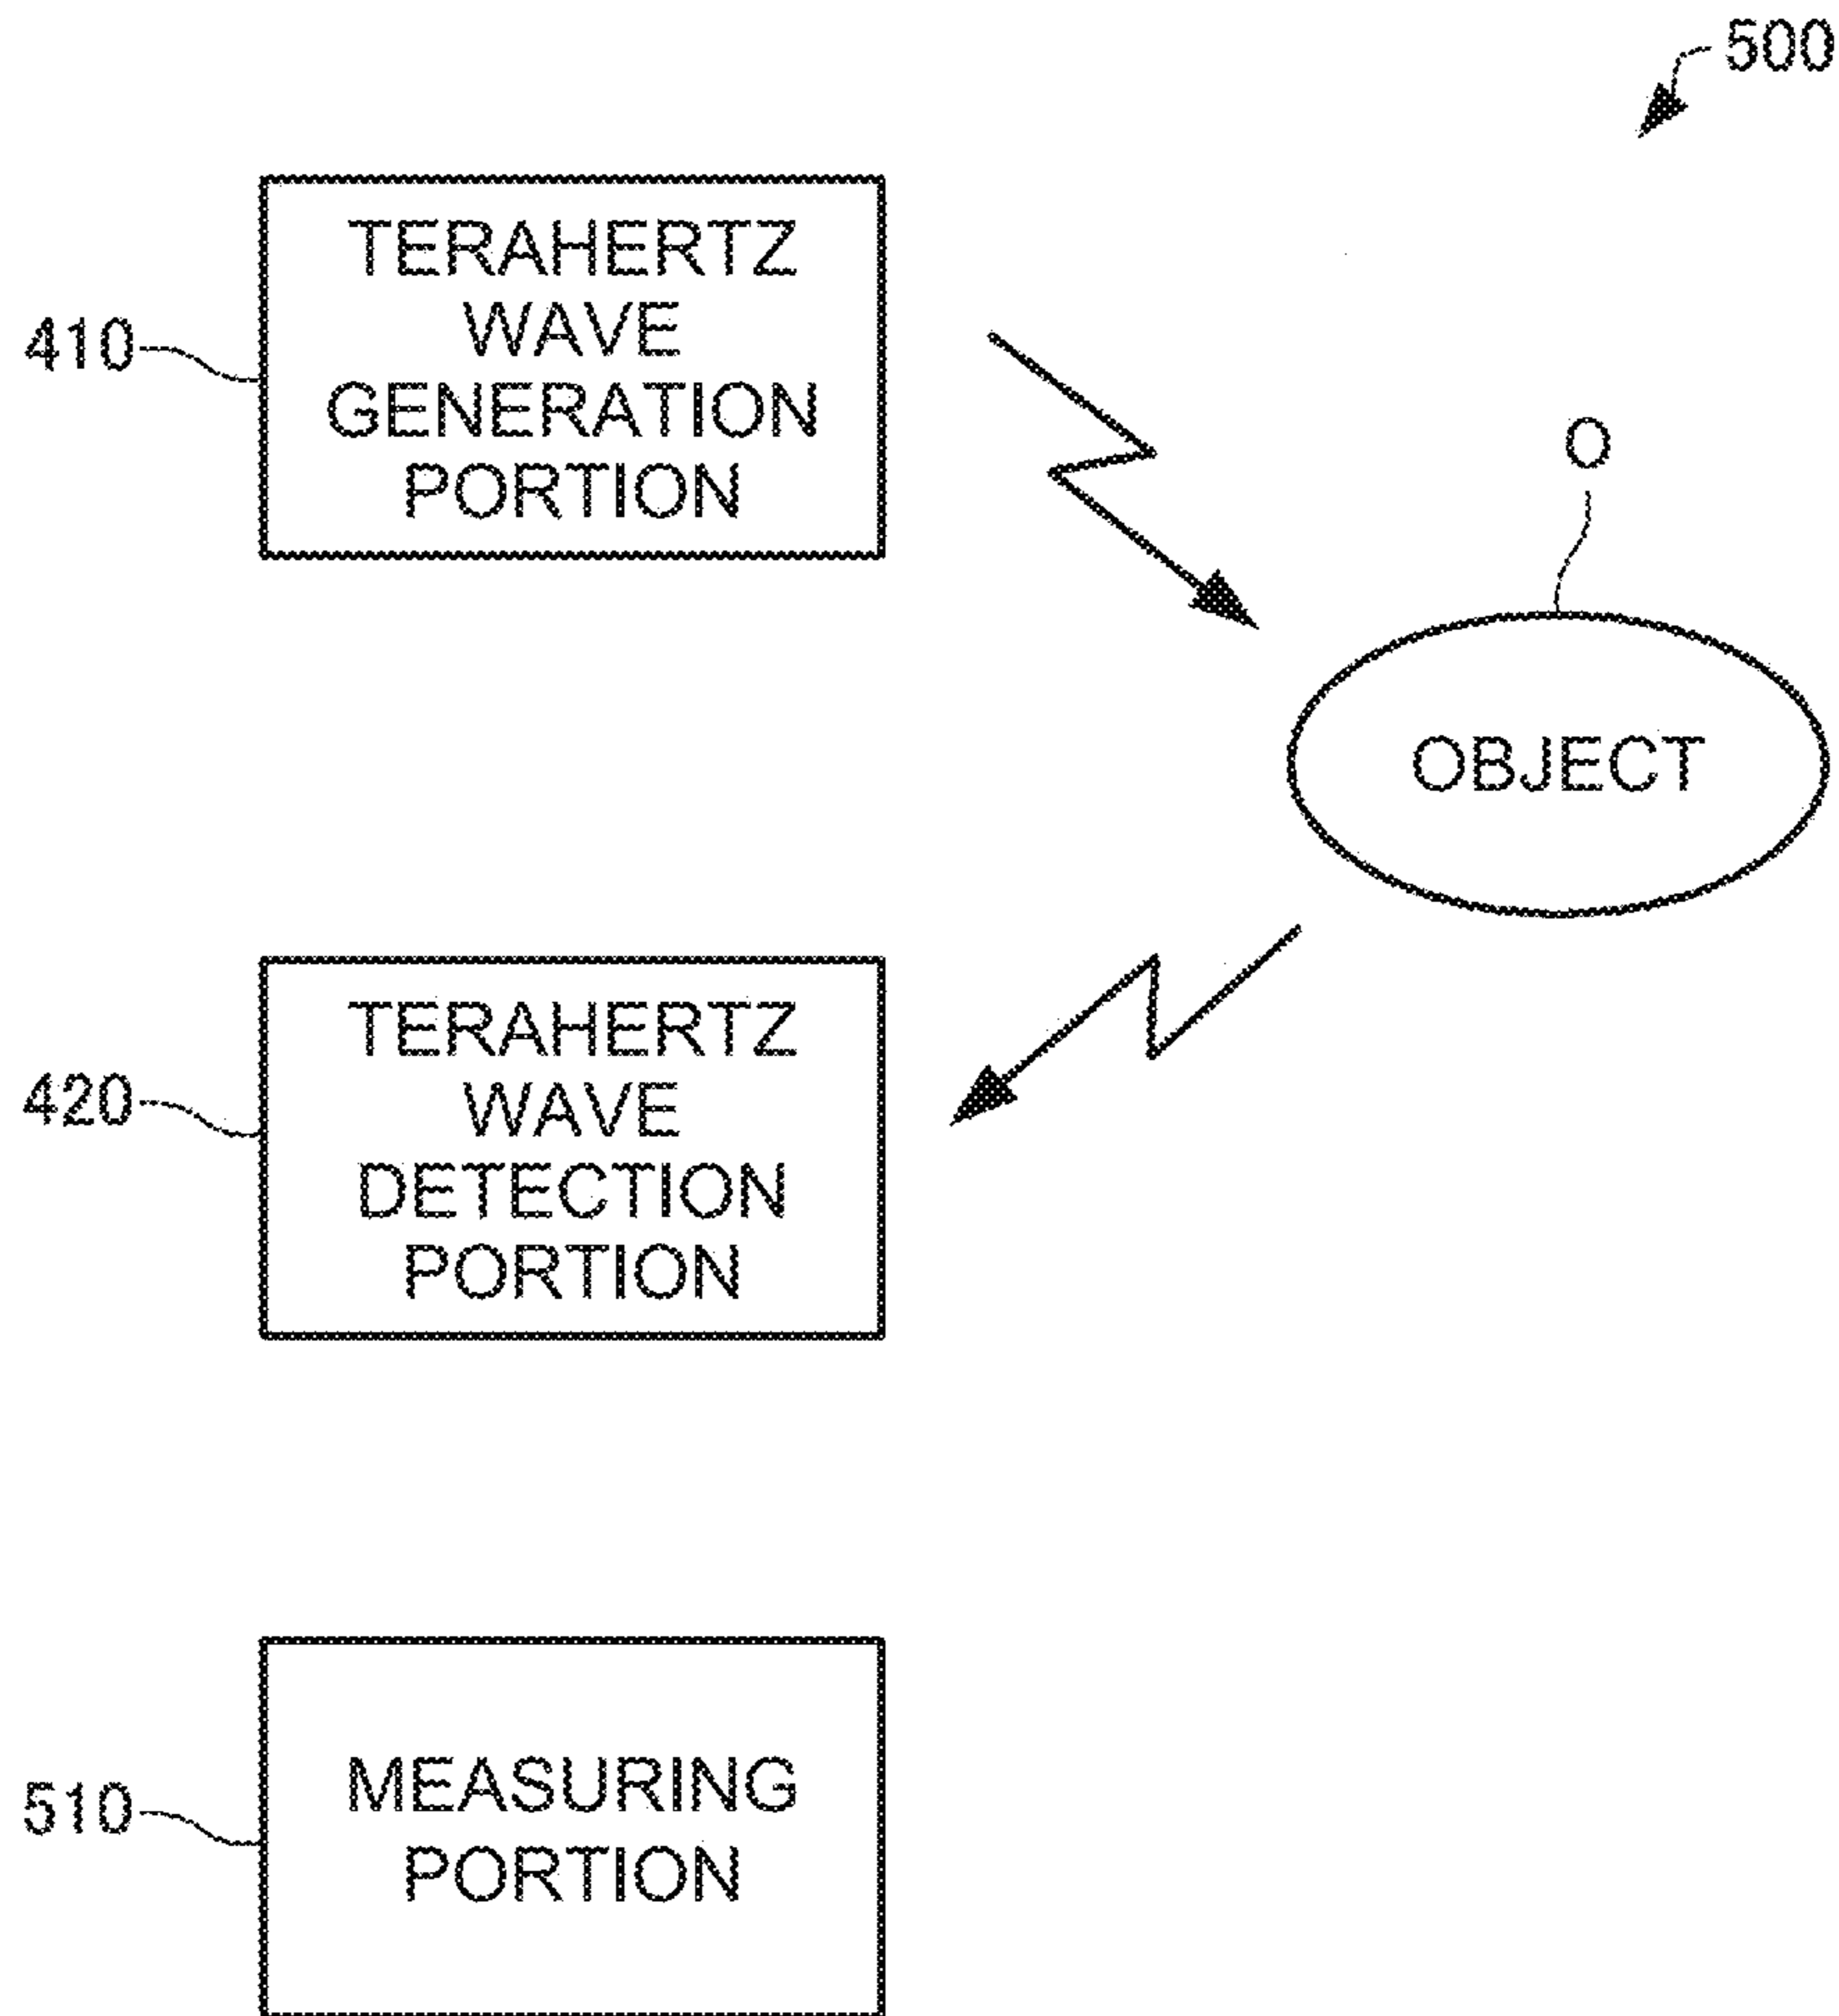 500
TERAHERTZ
WAVE
GENERATION
PORTION
410
O
OBJECT
TERAHERTZ
WAVE
DETECTION
PORTION
420
MEASURING
PORTION
510